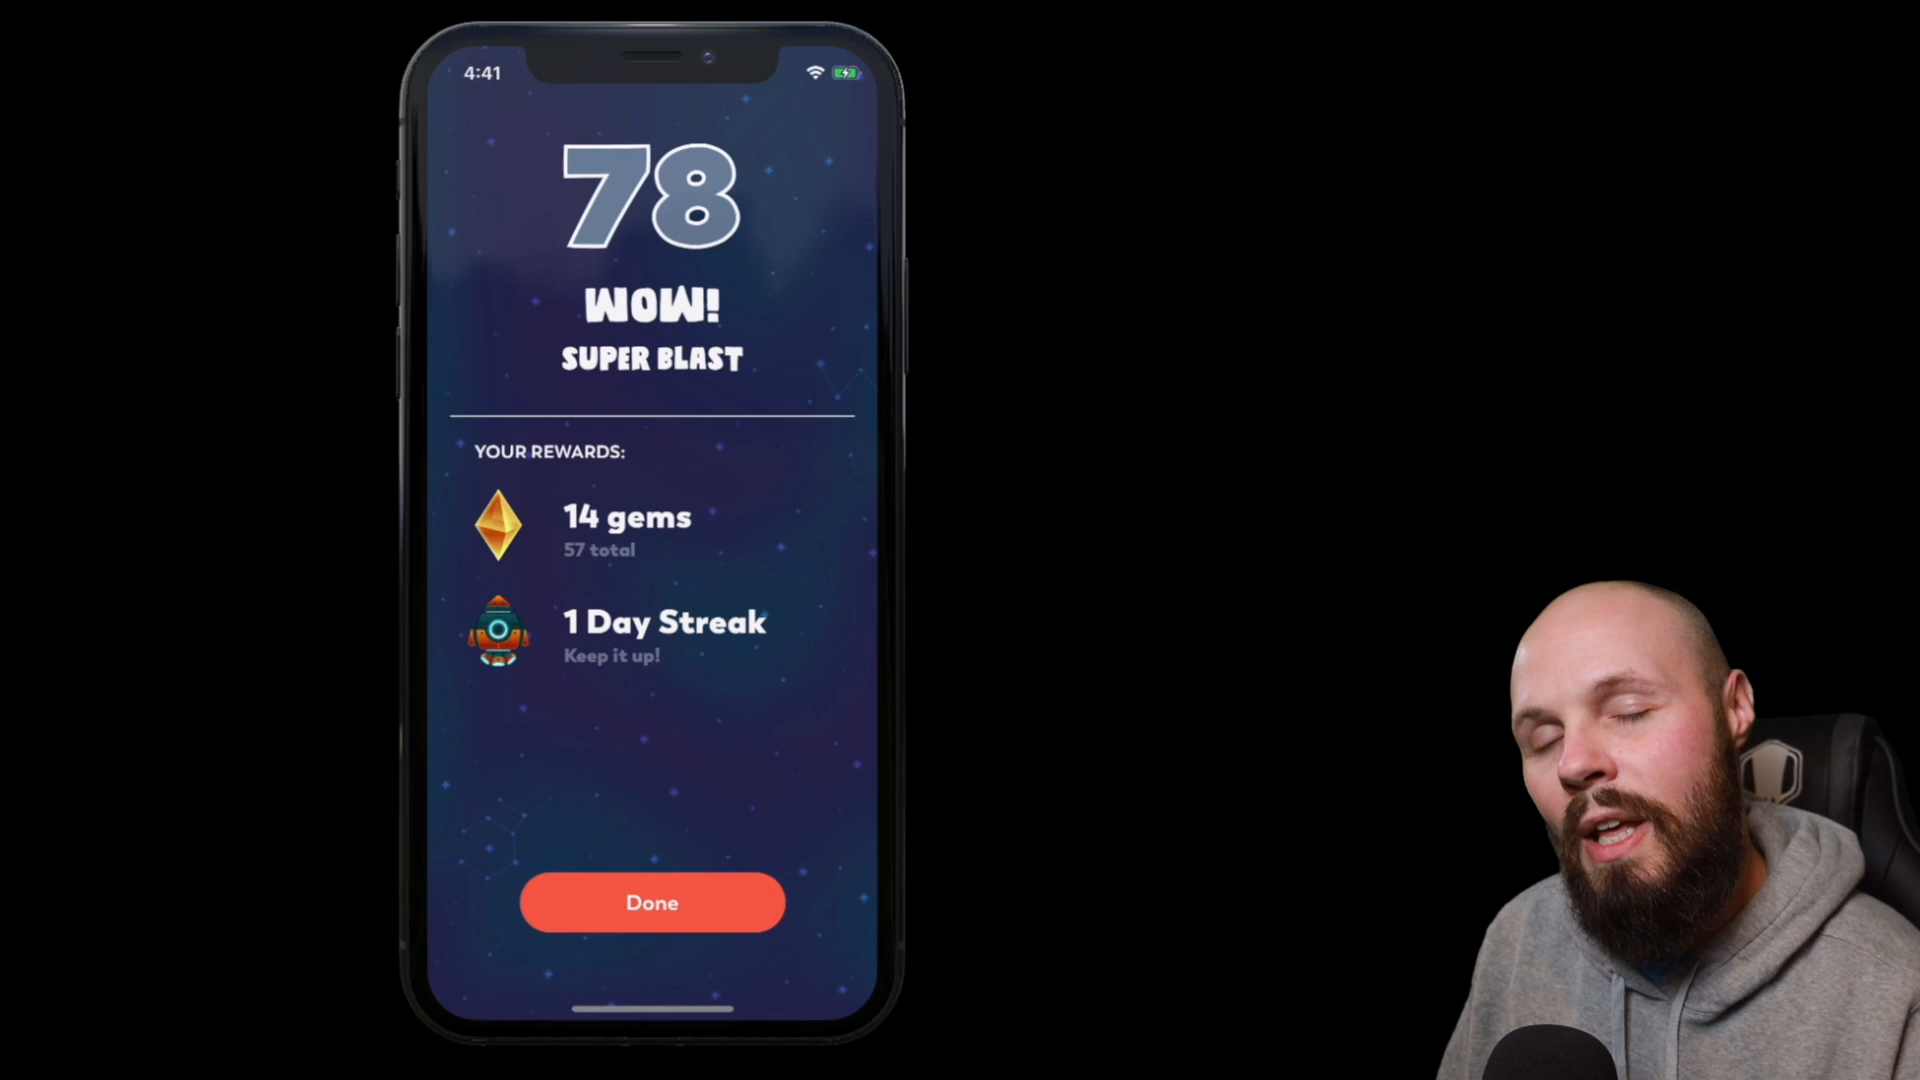 4:41
78
WOW!
SUPER BLAST
YOUR REWARDS:
14 gems
57 total
1 Day Streak
Keep it up!
Done